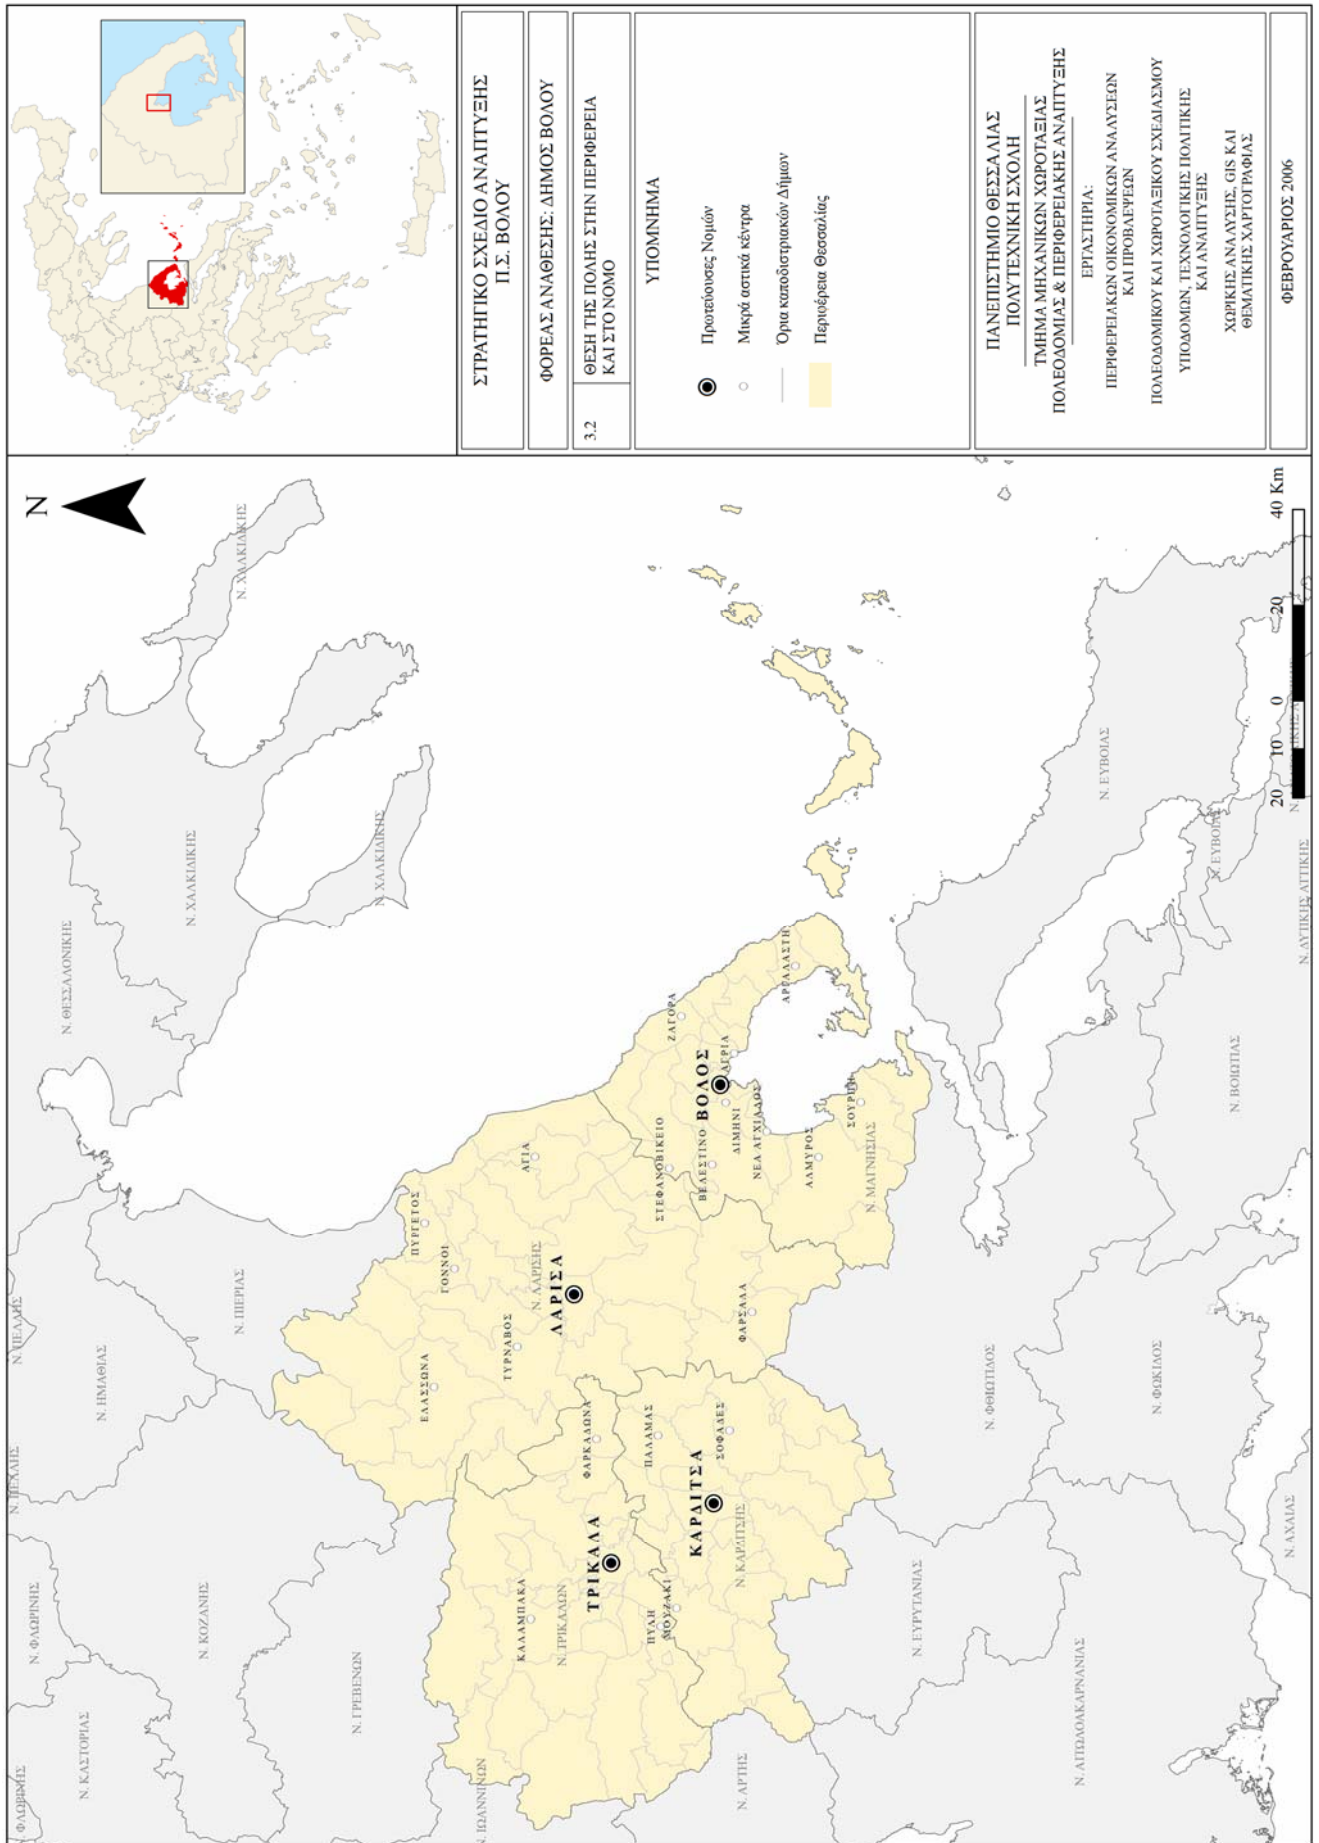 ΣΤΡΑΤΗΓΙΚΟ ΣΧΕΔΙΟ ΑΝΑΠΤΥΞΗΣ
Π.Σ. ΒΟΛΟΥ
ΦΟΡΕΑΣ ΑΝΑΘΕΣΗΣ: ΔΗΜΟΣ ΒΟΛΟΥ
3.2
ΘΕΣΗ ΤΗΣ ΠΟΛΗΣ ΣΤΗΝ ΠΕΡΙΦΕΡΕΙΑ
ΚΑΙ ΣΤΟ ΝΟΜΟ
ΥΠΟΜΝΗΜΑ
Πρωτεύουσες Νομών
Μικρά αστικά κέντρα
Όρια καποδιστριακών Δήμων
Περιφέρεια Θεσσαλίας
ΠΑΝΕΠΙΣΤΗΜΙΟ ΘΕΣΣΑΛΙΑΣ
ΠΟΛΥΤΕΧΝΙΚΗ ΣΧΟΛΗ
ΤΜΗΜΑ ΜΗΧΑΝΙΚΩΝ ΧΩΡΟΤΑΞΙΑΣ
ΠΟΛΕΟΔΟΜΙΑΣ & ΠΕΡΙΦΕΡΕΙΑΚΗΣ ΑΝΑΠΤΥΞΗΣ
ΕΡΓΑΣΤΗΡΙΑ:
ΠΕΡΙΦΕΡΕΙΑΚΩΝ ΟΙΚΟΝΟΜΙΚΩΝ ΑΝΑΛΥΣΕΩΝ
ΚΑΙ ΠΡΟΒΛΕΨΕΩΝ
ΠΟΛΕΟΔΟΜΙΚΟΥ ΚΑΙ ΧΩΡΟΤΑΞΙΚΟΥ ΣΧΕΔΙΑΣΜΟΥ
ΥΠΟΔΟΜΩΝ, ΤΕΧΝΟΛΟΓΙΚΗΣ ΠΟΛΙΤΙΚΗΣ
ΚΑΙ ΑΝΑΠΤΥΞΗΣ
ΧΩΡΙΚΗΣ ΑΝΑΛΥΣΗΣ, GIS ΚΑΙ
ΘΕΜΑΤΙΚΗΣ ΧΑΡΤΟΓΡΑΦΙΑΣ
ΦΕΒΡΟΥΑΡΙΟΣ 2006
N
Ν. ΦΛΩΡΙΝΗΣ
Ν. ΦΛΩΡΙΝΗΣ
Ν. ΠΕΛΛΗΣ
Ν. ΠΕΛΛΗΣ
Ν. ΘΕΣΣΑΛΟΝΙΚΗΣ
Ν. ΚΑΣΤΟΡΙΑΣ
Ν. ΗΜΑΘΙΑΣ
Ν. ΚΟΖΑΝΗΣ
Ν. ΧΑΛΚΙΔΙΚΗΣ
Ν. ΧΑΛΚΙΔΙΚΗΣ
Ν. ΠΙΕΡΙΑΣ
Ν. ΓΡΕΒΕΝΩΝ
Ν. ΧΑΛΚΙΔΙΚΗΣ
ΠΥΡΓΕΤΟΣ
ΕΛΑΣΣΩΝΑ
ΓΟΝΝΟΙ
Ν. ΙΩΑΝΝΙΝΩΝ
ΚΑΛΑΜΠΑΚΑ
ΤΥΡΝΑΒΟΣ
ΑΓΙΑ
Ν. ΛΑΡΙΣΗΣ
ΛΑΡΙΣΑ
Ν. ΤΡΙΚΑΛΩΝ
ΤΡΙΚΑΛΑ
ΦΑΡΚΑΔΩΝΑ
ΠΥΛΗ
ΜΟΥΖΑΚΙ
ΠΑΛΑΜΑΣ
ΣΤΕΦΑΝΟΒΙΚΕΙΟ
ΖΑΓΟΡΑ
ΚΑΡΔΙΤΣΑ
ΣΟΦΑΔΕΣ
ΒΕΛΕΣΤΙΝΟ
ΒΟΛΟΣ
ΑΓΡΙΑ
Ν. ΚΑΡΔΙΤΣΗΣ
ΦΑΡΣΑΛΑ
ΔΙΜΗΝΙ
ΝΕΑ ΑΓΧΙΑΛΟΣ
Ν. ΑΡΤΗΣ
ΑΡΓΑΛΑΣΤΗ
ΑΛΜΥΡΟΣ
ΣΟΥΡΠΗ
Ν. ΜΑΓΝΗΣΙΑΣ
Ν. ΕΥΡΥΤΑΝΙΑΣ
Ν. ΦΘΙΩΤΙΔΟΣ
Ν. ΑΙΤΩΛΟΑΚΑΡΝΑΝΙΑΣ
Ν. ΕΥΒΟΙΑΣ
Ν. ΦΩΚΙΔΟΣ
Ν. ΕΥΒΟΙΑΣ
Ν. ΒΟΙΩΤΙΑΣ
Ν. ΑΧΑΙΑΣ
Ν. ΔΥΤΙΚΗΣ ΑΤΤΙΚΗΣ
20 10 0 20 40 Km